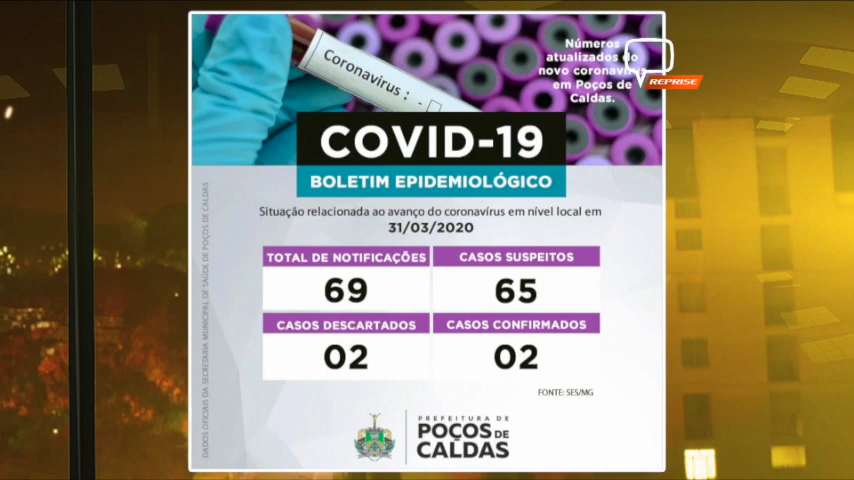 Números
atualizados do
novo coronavírus
em Poços de
Caldas.
REPRISE
Coronavirus : -
COVID-19
BOLETIM EPIDEMIOLÓGICO
Situação relacionada ao avanço do coronavírus em nível local em
31/03/2020
TOTAL DE NOTIFICAÇÕES
69
CASOS SUSPEITOS
65
CASOS DESCARTADOS
02
CASOS CONFIRMADOS
02
FONTE: SES/MG
DADOS OFICIAIS DA SECRETARIA MUNICIPAL DE SAÚDE DE POÇOS DE CALDAS
PREFEITURA DE
POÇOS DE
CALDAS